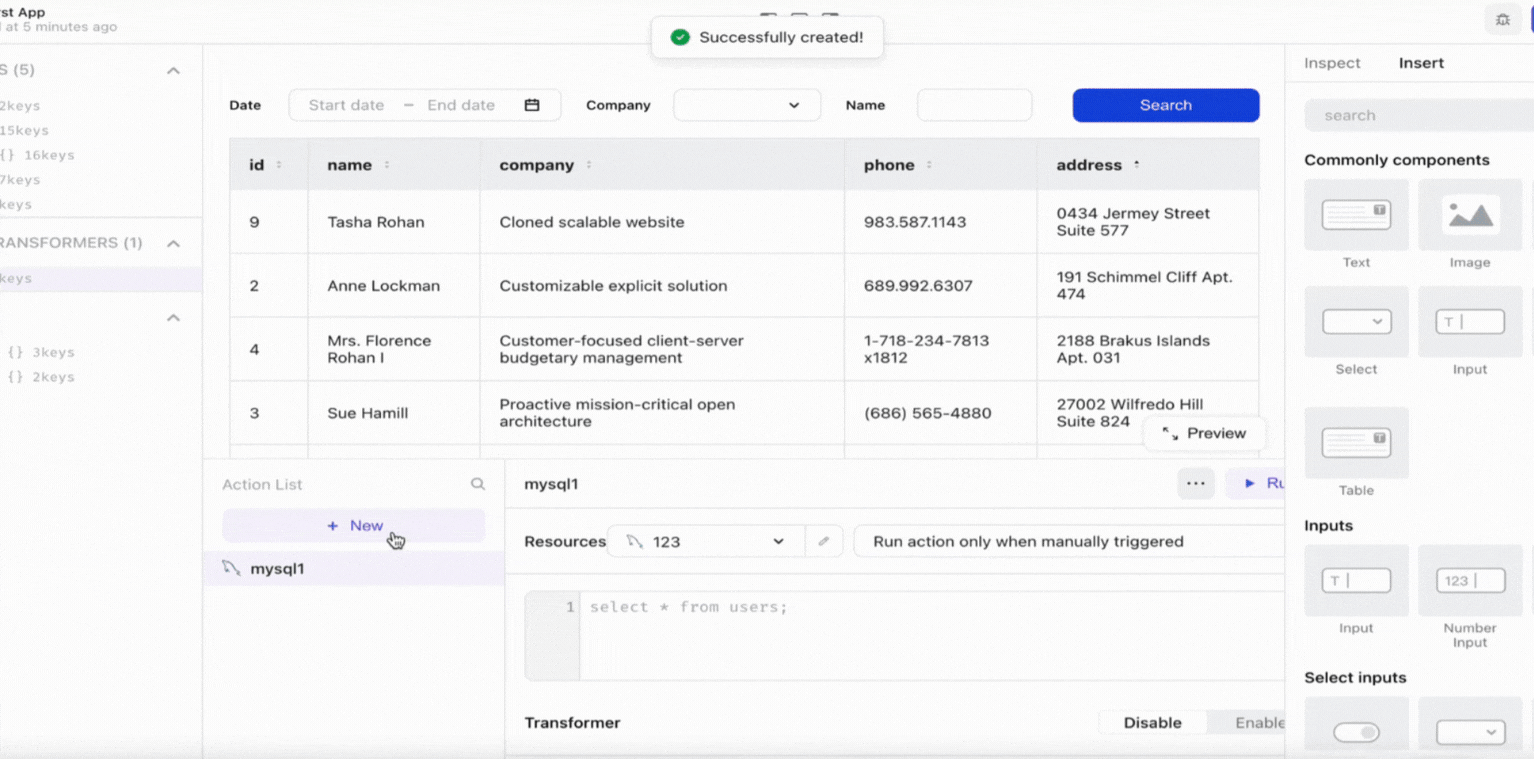 rst App
at 5 minutes ago
Successfully created!
S (5)
2keys
15keys
{} 16keys
7keys
keys
RANSFORMERS (1)
keys
{} 3keys
{} 2keys
Date
Start date – End date
Company
Name
Search
id name company phone address
9 Tasha Rohan Cloned scalable website 983.587.1143 0434 Jermey Street
Suite 577
2 Anne Lockman Customizable explicit solution 689.992.6307 191 Schimmel Cliff Apt.
474
4 Mrs. Florence Customer-focused client-server 1-718-234-7813 2188 Brakus Islands
Rohan I budgetary management x1812 Apt. 031
3 Sue Hamill Proactive mission-critical open (686) 565-4880 27002 Wilfredo Hill
architecture Suite 824
Preview
Action List
+ New
mysql1
mysql1
...
Ru
Resources
123
Run action only when manually triggered
1 select * from users;
Transformer
Disable
Enable
Inspect
Insert
search
Commonly components
Text
Image
Select
T
Input
Table
Inputs
T
Input
123
Number
Input
Select inputs